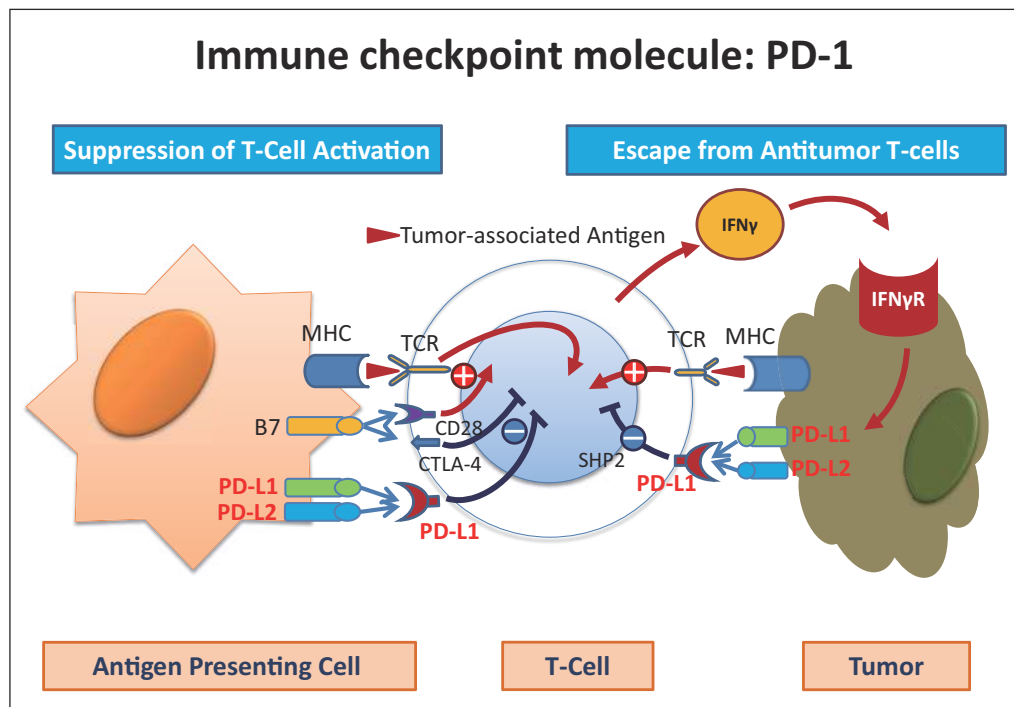 Immune checkpoint molecule: PD-1
Suppression of T-Cell Activation
Escape from Antitumor T-cells
IFNγ
Tumor-associated Antigen
IFNγR
MHC
TCR
TCR
MHC
B7
CD28
CTLA-4
SHP2
PD-L1
PD-L2
PD-L1
PD-L1
PD-L1
PD-L2
Antigen Presenting Cell
T-Cell
Tumor